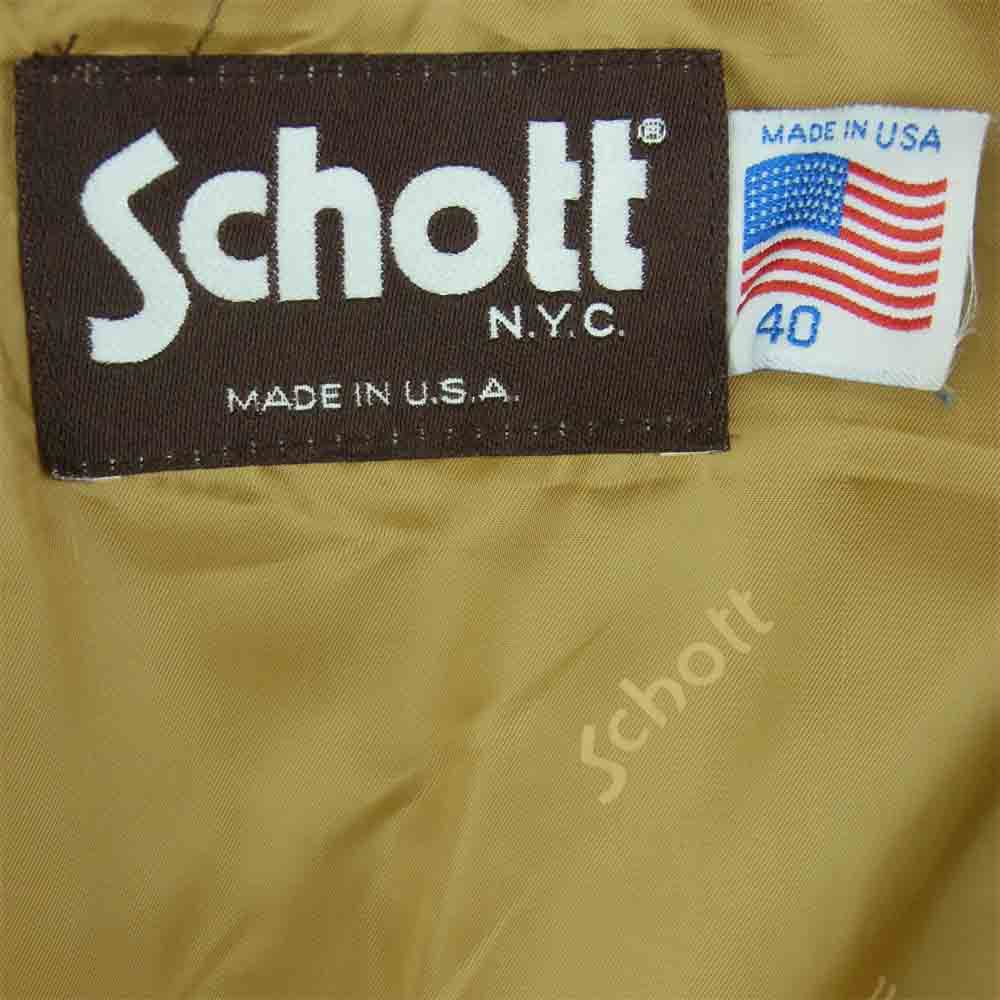 Schott®
N.Y.C.
MADE IN U.S.A.
MADE IN USA
40
Schott